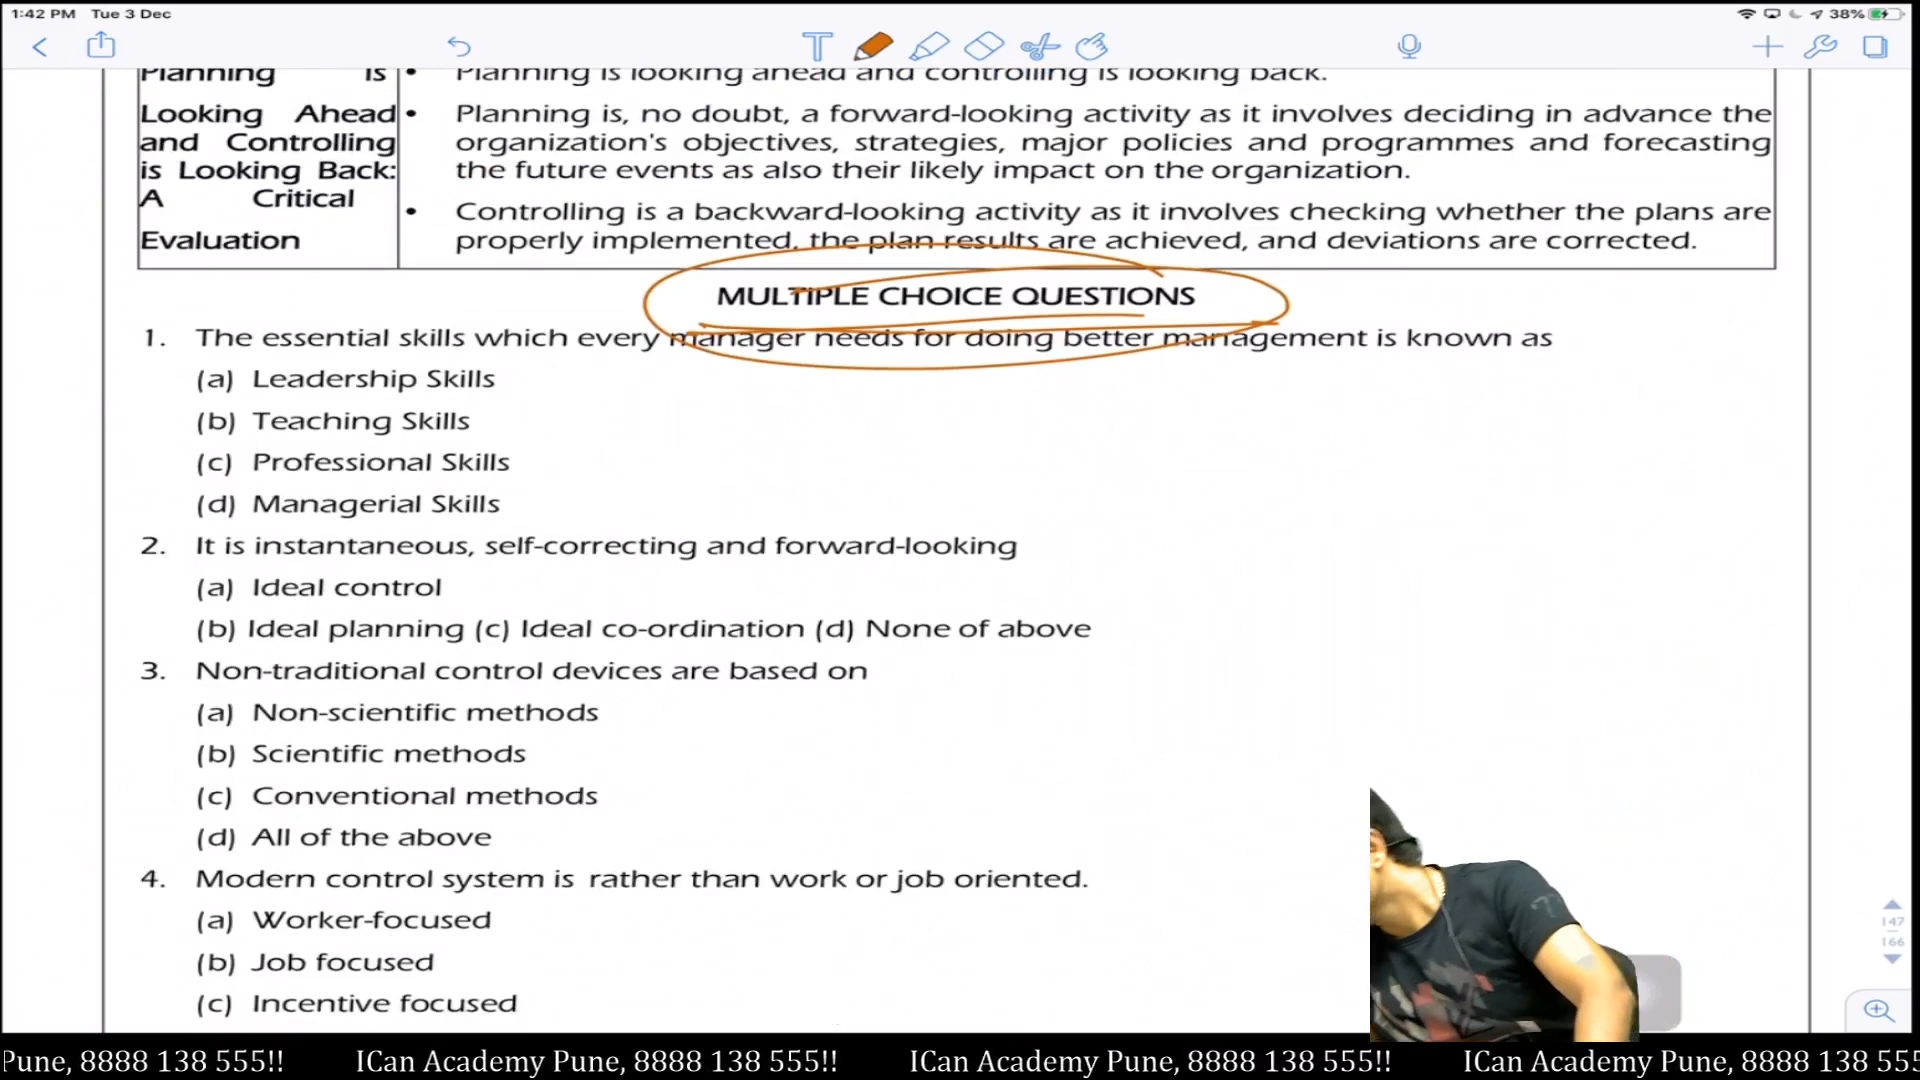 1:42 PM Tue 3 Dec
38%
Planning is
Looking Ahead
and Controlling
is Looking Back:
A Critical
Evaluation
• Planning is looking ahead and controlling is looking back.
• Planning is, no doubt, a forward-looking activity as it involves deciding in advance the
organization's objectives, strategies, major policies and programmes and forecasting
the future events as also their likely impact on the organization.
• Controlling is a backward-looking activity as it involves checking whether the plans are
properly implemented, the plan results are achieved, and deviations are corrected.
MULTIPLE CHOICE QUESTIONS
1. The essential skills which every manager needs for doing better management is known as
(a) Leadership Skills
(b) Teaching Skills
(c) Professional Skills
(d) Managerial Skills
2. It is instantaneous, self-correcting and forward-looking
(a) Ideal control
(b) Ideal planning (c) Ideal co-ordination (d) None of above
3. Non-traditional control devices are based on
(a) Non-scientific methods
(b) Scientific methods
(c) Conventional methods
(d) All of the above
4. Modern control system is rather than work or job oriented.
(a) Worker-focused
(b) Job focused
(c) Incentive focused
147
166
Pune, 8888 138 555!! ICan Academy Pune, 8888 138 555!! ICan Academy Pune, 8888 138 555!! ICan Academy Pune, 8888 138 555